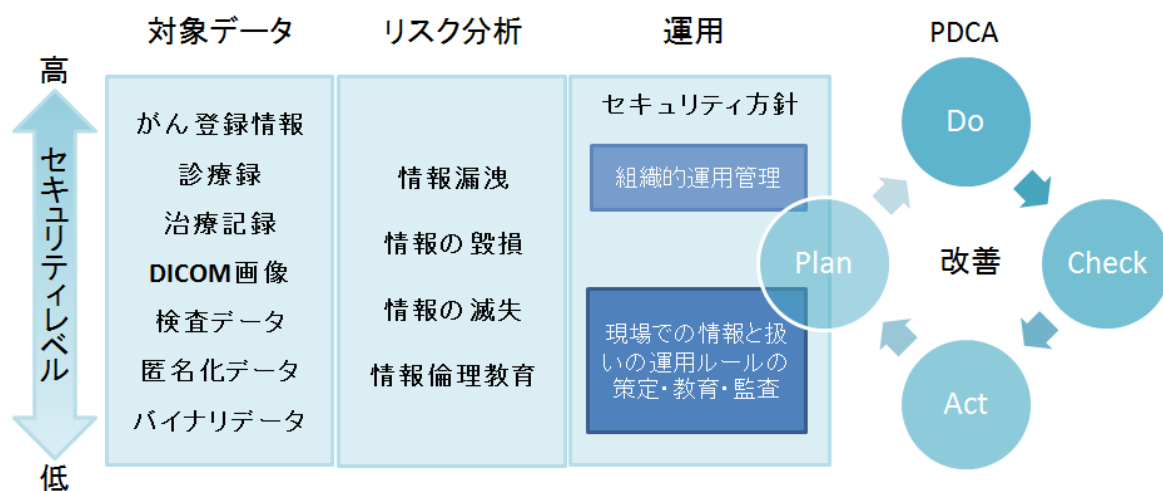 対象データ
リスク分析
運用
PDCA
高
セキュリティレベル
低
がん登録情報
診療録
治療記録
DICOM画像
検査データ
匿名化データ
バイナリデータ
情報漏洩
情報の毀損
情報の滅失
情報倫理教育
セキュリティ方針
組織的運用管理
現場での情報と扱
いの運用ルールの
策定・教育・監査
Do
Plan
改善
Check
Act